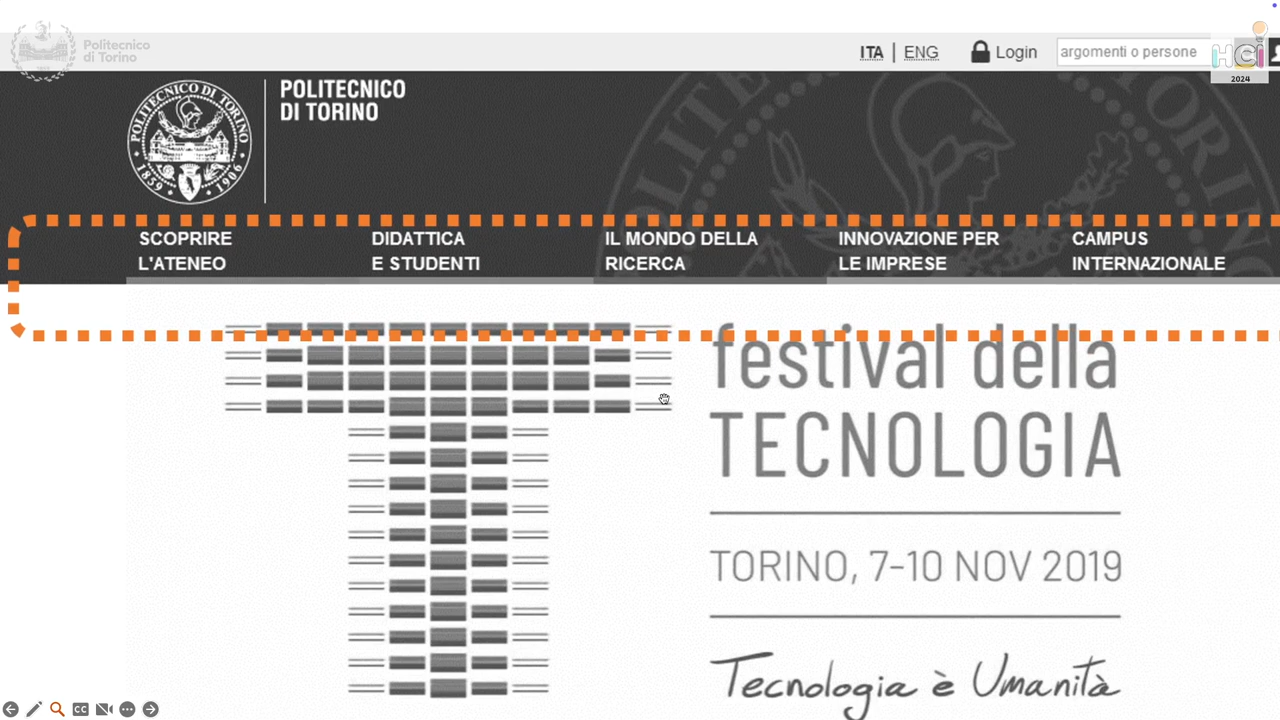 Politecnico
di Torino
ITA | ENG
Login
argomenti o persone
HCI
2024
POLITECNICO DI TORINO
1859 1906
POLITECNICO
DI TORINO
SCOPRIRE
L'ATENEO
DIDATTICA
E STUDENTI
IL MONDO DELLA
RICERCA
INNOVAZIONE PER
LE IMPRESE
CAMPUS
INTERNAZIONALE
festival della
TECNOLOGIA
TORINO, 7-10 NOV 2019
Tecnologia è Umanità
CC